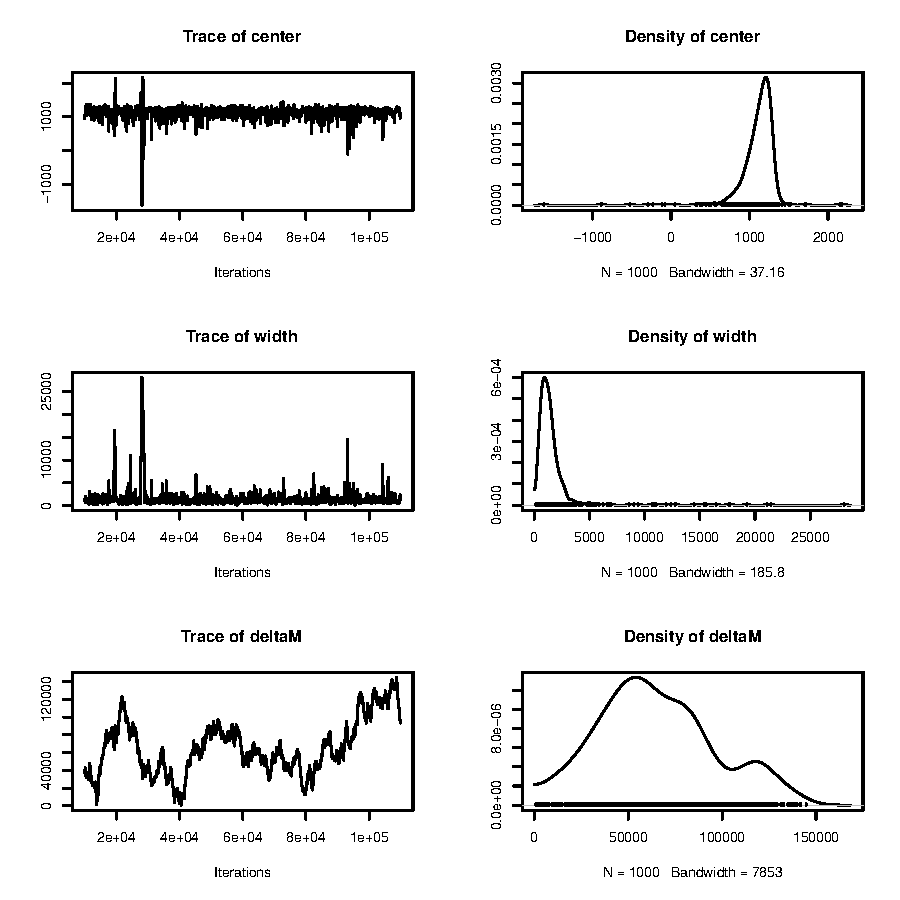 Trace of center
Density of center
1000
-1000
2e+04 4e+04 6e+04 8e+04 1e+05
Iterations
0.0030
0.0015
0.0000
-1000 0 1000 2000
N = 1000 Bandwidth = 37.16
Trace of width
Density of width
25000
10000
0
2e+04 4e+04 6e+04 8e+04 1e+05
Iterations
6e-04
3e-04
0e+00
0 5000 10000 15000 20000 25000
N = 1000 Bandwidth = 185.8
Trace of deltaM
Density of deltaM
120000
40000
0
2e+04 4e+04 6e+04 8e+04 1e+05
Iterations
8.0e-06
0.0e+00
0 50000 100000 150000
N = 1000 Bandwidth = 7853